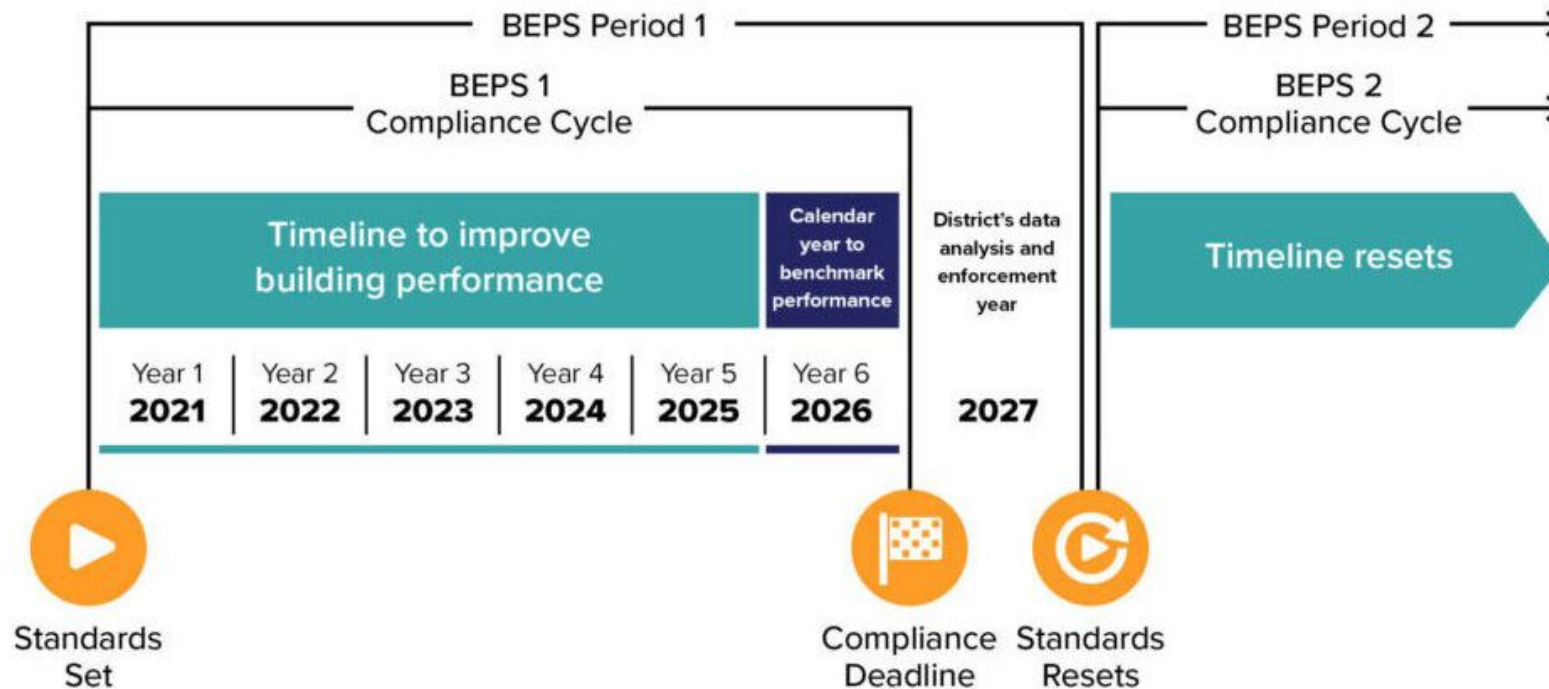 BEPS Period 1
BEPS Period 2
BEPS 1
Compliance Cycle
BEPS 2
Compliance Cycle
Timeline to improve
building performance
Calendar
year to
benchmark
performance
District's data
analysis and
enforcement
year
Timeline resets
Year 1
2021
Year 2
2022
Year 3
2023
Year 4
2024
Year 5
2025
Year 6
2026
2027
Standards
Set
Compliance
Deadline
Standards
Resets